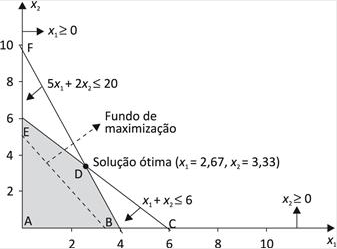 x₂
x₁ ≥ 0
10
F
5x₁ + 2x₂ ≤ 20
8
6
E
Fundo de
maximização
4
Solução ótima (x₁ = 2,67, x₂ = 3,33)
D
2
x₁ + x₂ ≤ 6
x₂ ≥ 0
A
B
C
2
4
6
8
10
x₁